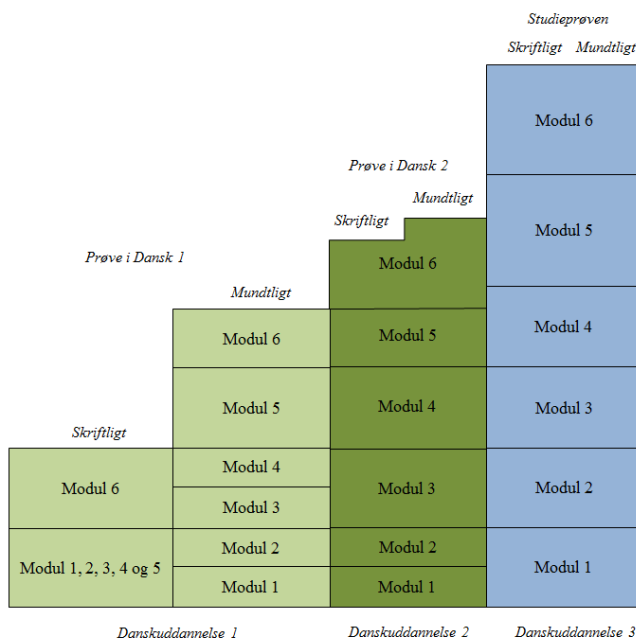 Studieprøven
Skriftligt Mundtligt
Modul 6
Prøve i Dansk 2
Mundtligt
Skriftligt
Modul 5
Prøve i Dansk 1
Modul 6
Mundtligt
Modul 4
Modul 6
Modul 5
Modul 5
Modul 4
Modul 3
Skriftligt
Modul 4
Modul 6
Modul 3
Modul 3
Modul 2
Modul 2
Modul 2
Modul 1, 2, 3, 4 og 5
Modul 1
Modul 1
Modul 1
Danskuddannelse 1
Danskuddannelse 2
Danskuddannelse 3